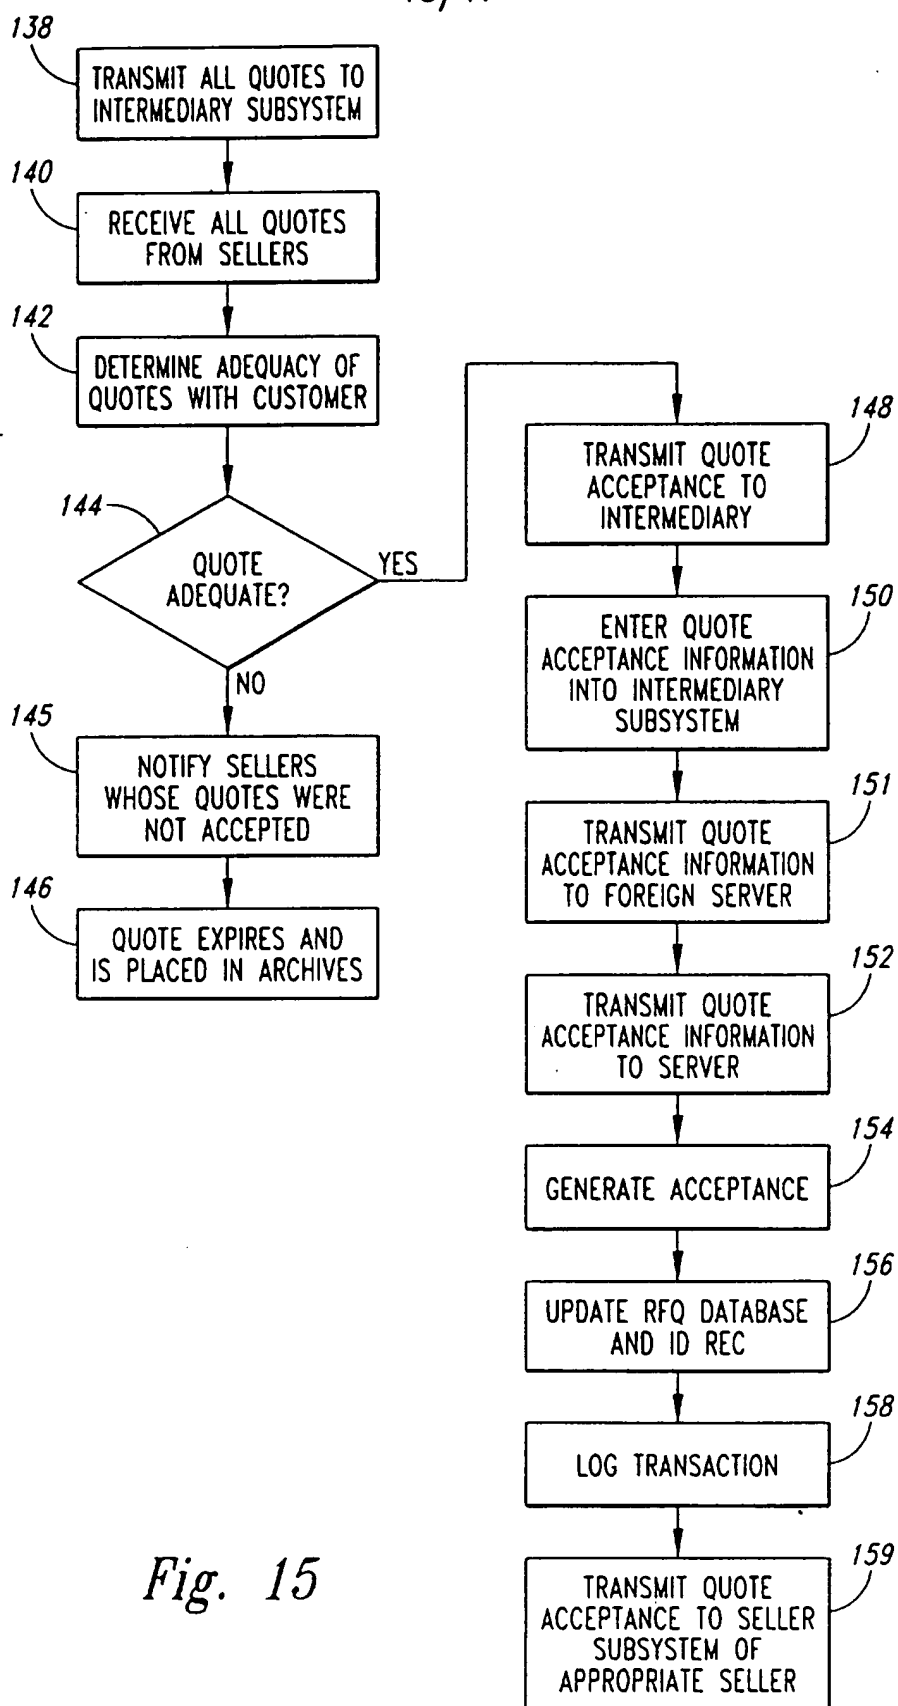 138
TRANSMIT ALL QUOTES TO
INTERMEDIARY SUBSYSTEM
140
RECEIVE ALL QUOTES
FROM SELLERS
142
DETERMINE ADEQUACY OF
QUOTES WITH CUSTOMER
144
QUOTE
ADEQUATE?
YES
NO
145
NOTIFY SELLERS
WHOSE QUOTES WERE
NOT ACCEPTED
146
QUOTE EXPIRES AND
IS PLACED IN ARCHIVES
148
TRANSMIT QUOTE
ACCEPTANCE TO
INTERMEDIARY
150
ENTER QUOTE
ACCEPTANCE INFORMATION
INTO INTERMEDIARY
SUBSYSTEM
151
TRANSMIT QUOTE
ACCEPTANCE INFORMATION
TO FOREIGN SERVER
152
TRANSMIT QUOTE
ACCEPTANCE INFORMATION
TO SERVER
154
GENERATE ACCEPTANCE
156
UPDATE RFQ DATABASE
AND ID REC
158
LOG TRANSACTION
159
TRANSMIT QUOTE
ACCEPTANCE TO SELLER
SUBSYSTEM OF
APPROPRIATE SELLER
Fig. 15